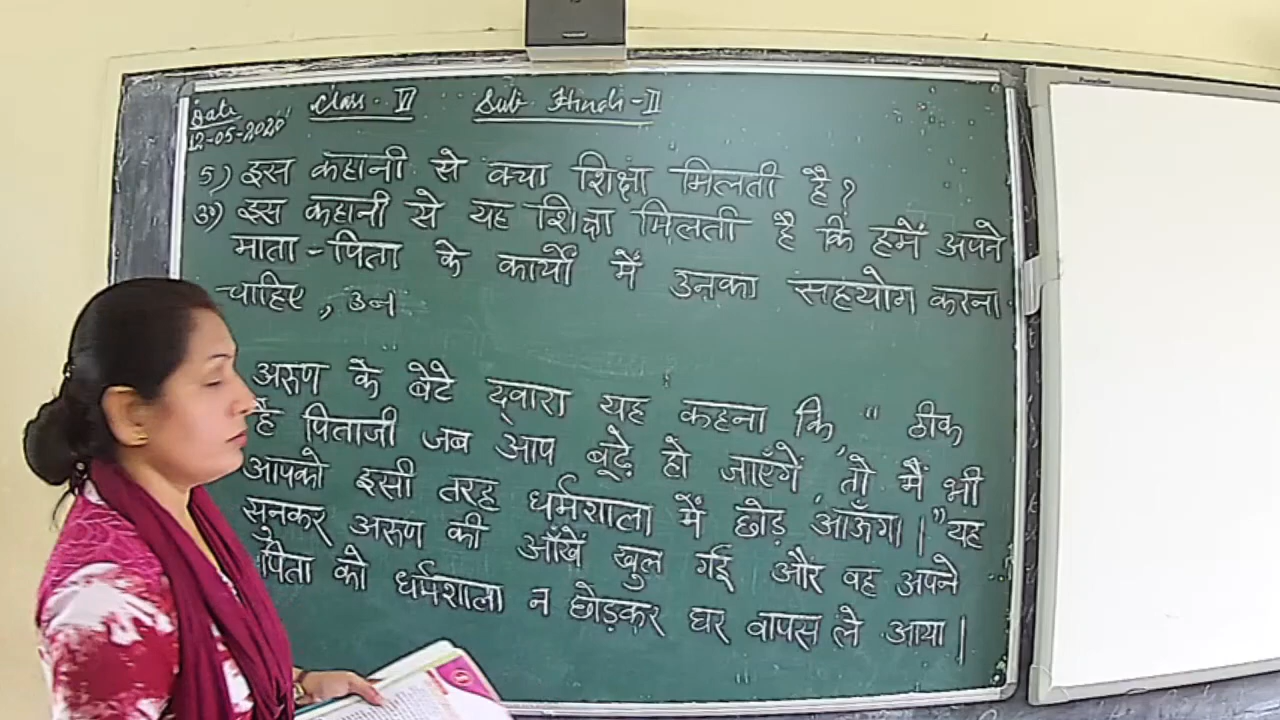 Date Class. VI Sub. Hindi-II
12-05-2020
5) इस कहानी से क्या शिक्षा मिलती है?
उ॰) इस कहानी से यह शिक्षा मिलती है कि हमें अपने
माता-पिता के कार्यों में उनका सहयोग करना
चाहिए, उन
अरुण के बेटे द्वारा यह कहना कि, " ठीक
है पिताजी जब आप बूढ़े हो जाएँगें, तो मैं भी
आपको इसी तरह धर्मशाला में छोड़ आऊँगा।" यह
सुनकर अरुण की आँखें खुल गई और वह अपने
पिता को धर्मशाला न छोड़कर घर वापस ले आया।